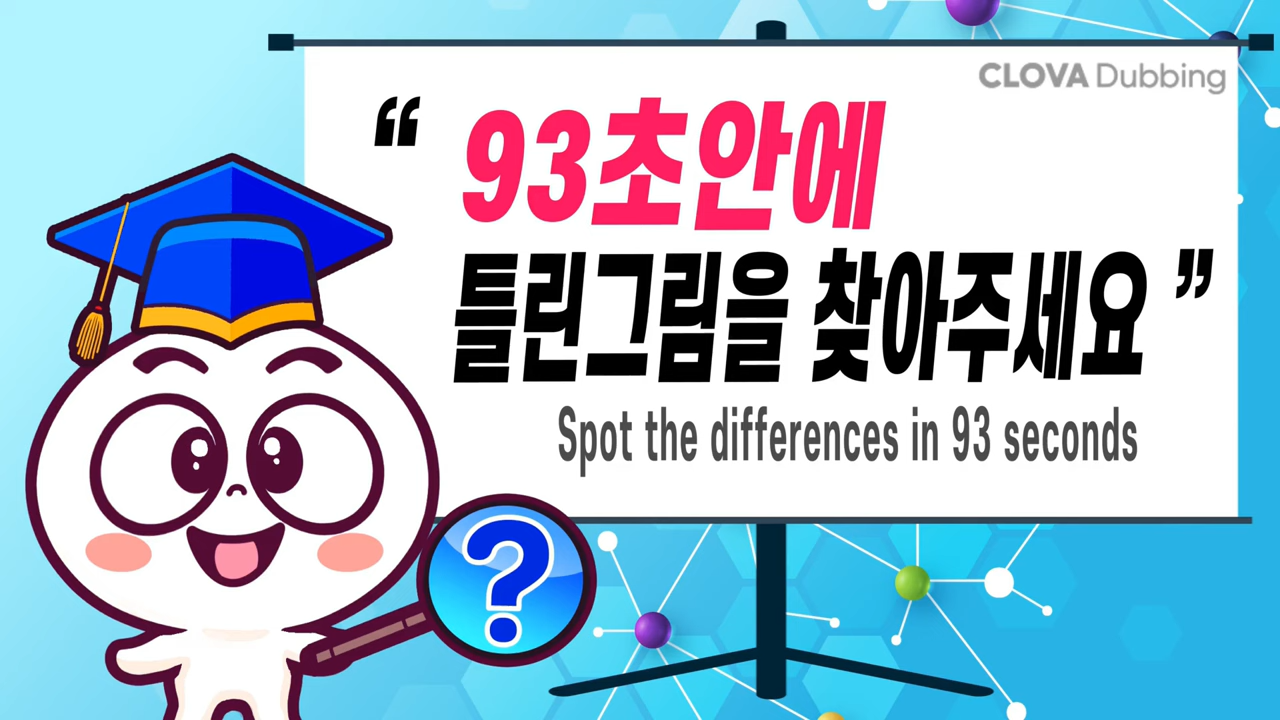 CLOVA Dubbing
“ 93초안에
틀린그림을 찾아주세요 ”
Spot the differences in 93 seconds
?